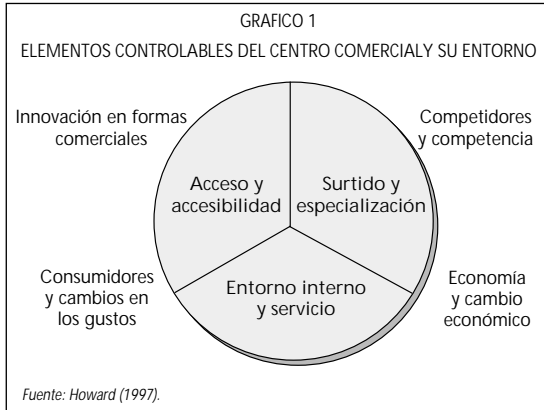 GRAFICO 1
ELEMENTOS CONTROLABLES DEL CENTRO COMERCIALY SU ENTORNO
Innovación en formas
comerciales
Competidores
y competencia
Acceso y
accesibilidad
Surtido y
especialización
Consumidores
y cambios en
los gustos
Entorno interno
y servicio
Economía
y cambio
económico
Fuente: Howard (1997).